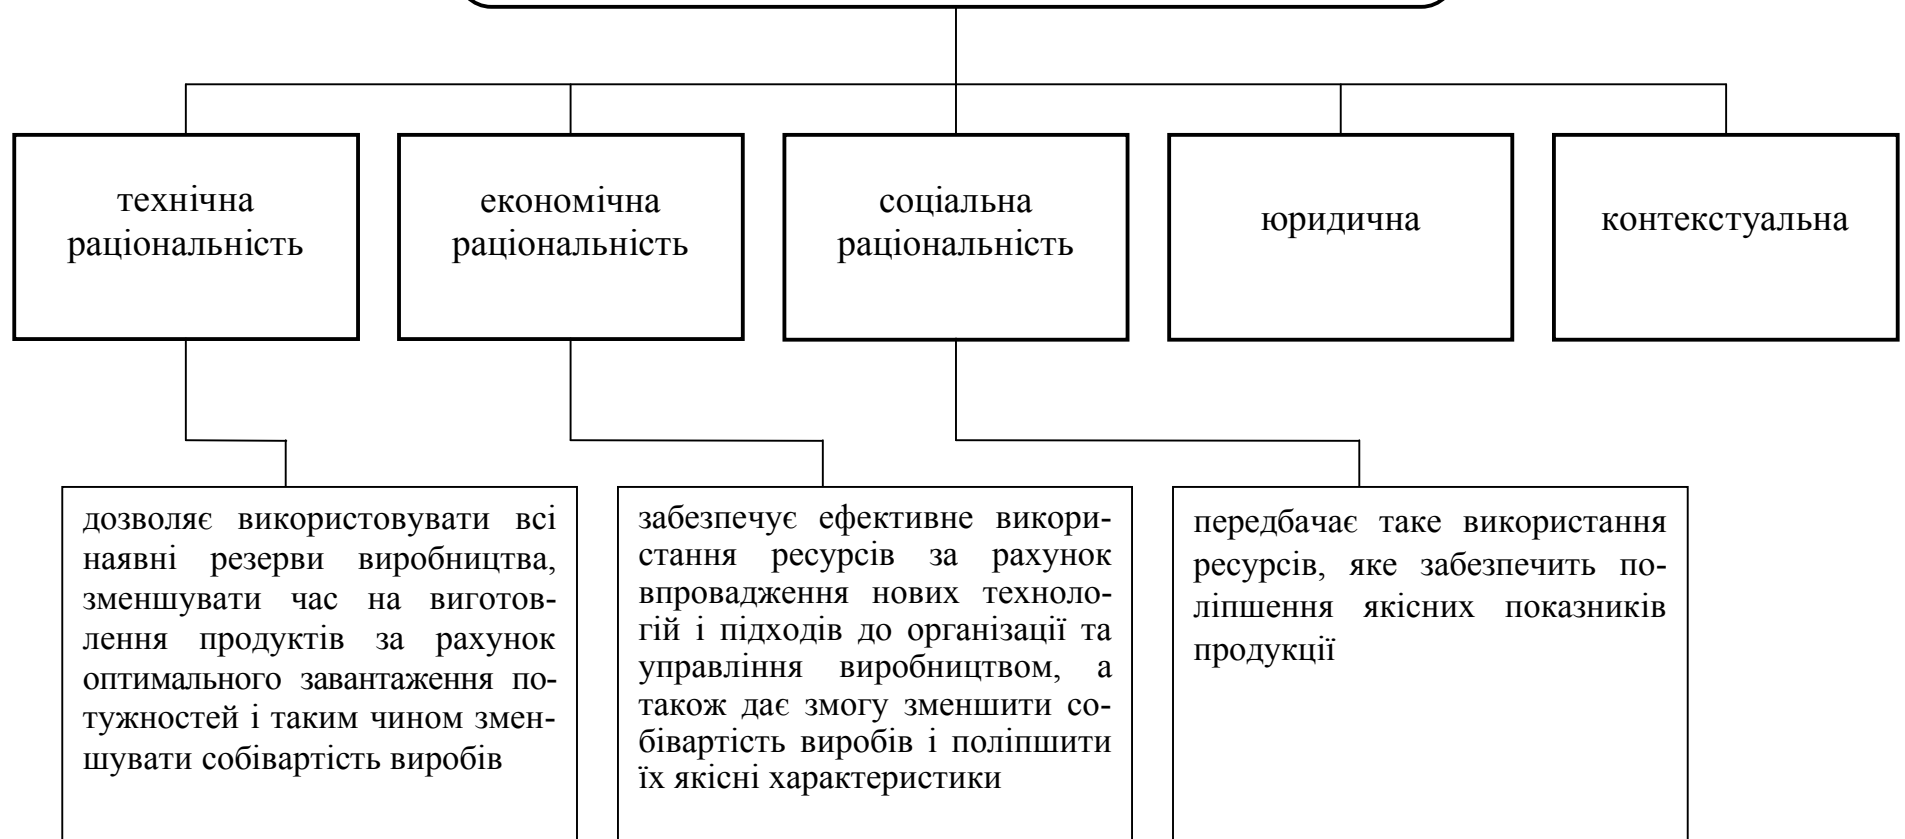 технічна
раціональність
економічна
раціональність
соціальна
раціональність
юридична
контекстуальна
дозволяє використовувати всі
наявні резерви виробництва,
зменшувати час на виготов-
лення продуктів за рахунок
оптимального завантаження по-
тужностей і таким чином змен-
шувати собівартість виробів
забезпечує ефективне викори-
стання ресурсів за рахунок
впровадження нових техноло-
гій і підходів до організації та
управління виробництвом, а
також дає змогу зменшити со-
бівартість виробів і поліпшити
їх якісні характеристики
передбачає таке використання
ресурсів, яке забезпечить по-
ліпшення якісних показників
продукції